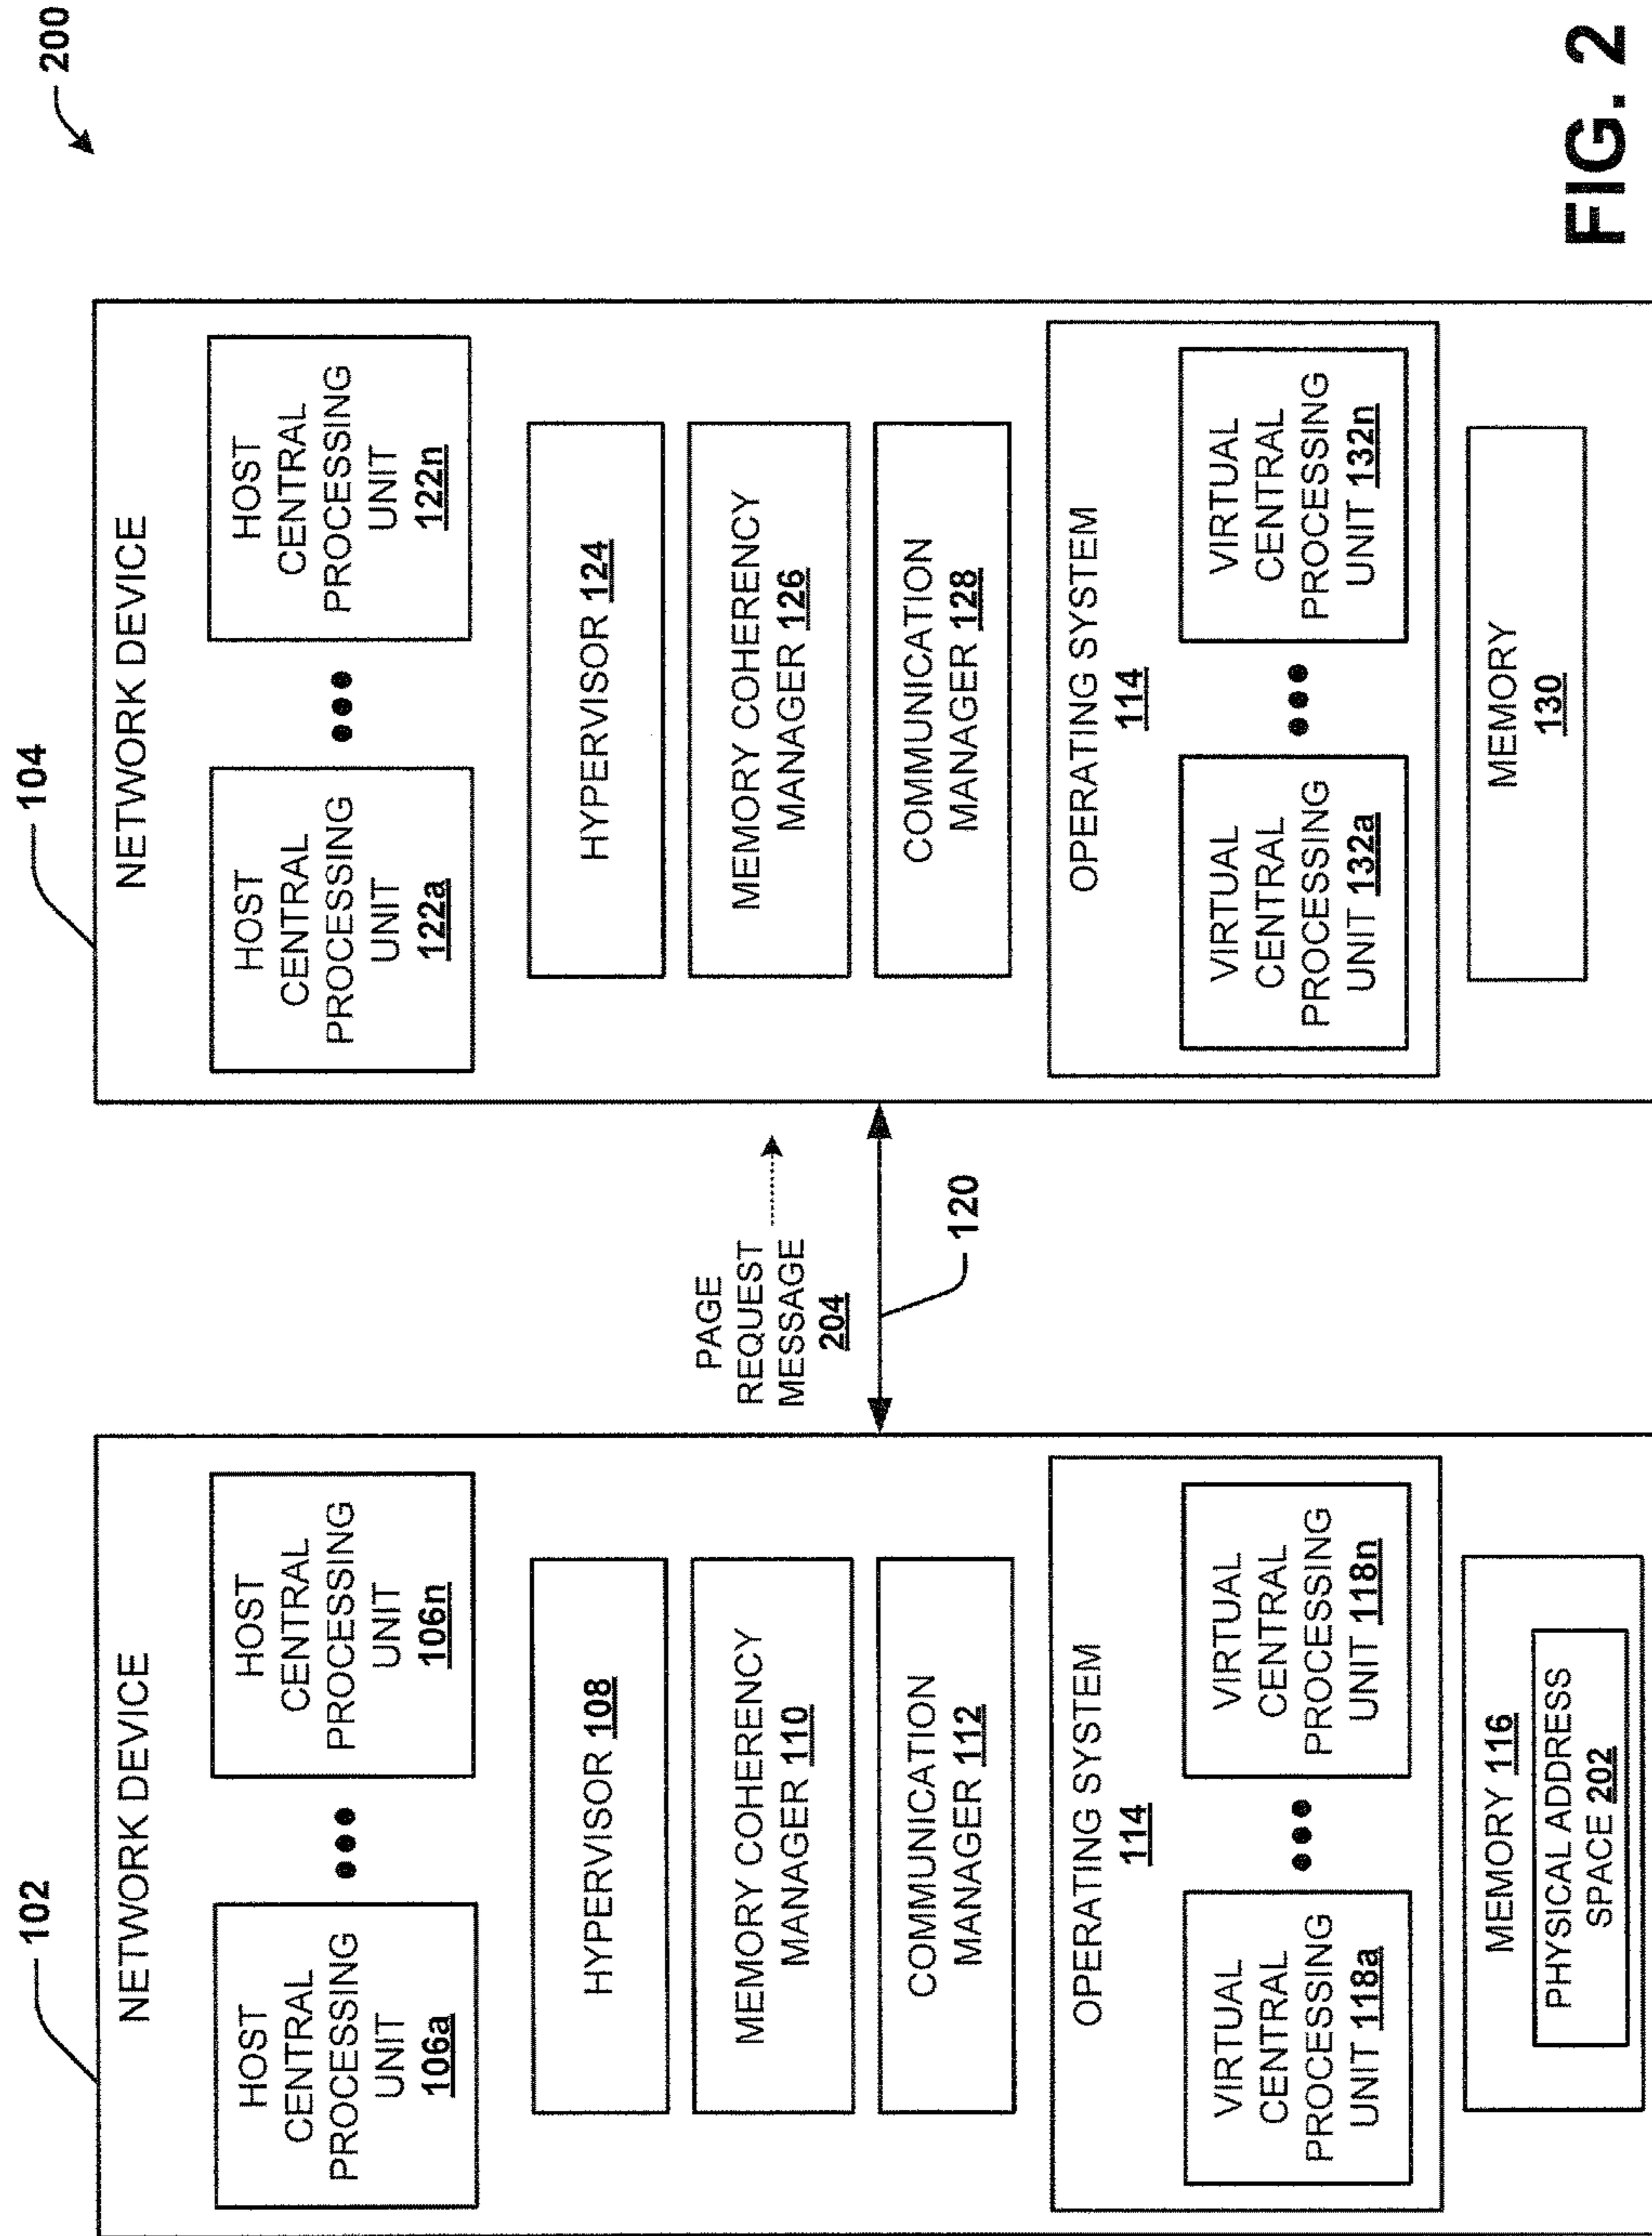 200
102
NETWORK DEVICE
HOST
CENTRAL
PROCESSING
UNIT
106a
HOST
CENTRAL
PROCESSING
UNIT
106n
HYPERVISOR 108
MEMORY COHERENCY
MANAGER 110
COMMUNICATION
MANAGER 112
OPERATING SYSTEM
114
VIRTUAL
CENTRAL
PROCESSING
UNIT 118a
VIRTUAL
CENTRAL
PROCESSING
UNIT 118n
MEMORY 116
PHYSICAL ADDRESS
SPACE 202
PAGE
REQUEST
MESSAGE
204
120
104
NETWORK DEVICE
HOST
CENTRAL
PROCESSING
UNIT
122a
HOST
CENTRAL
PROCESSING
UNIT
122n
HYPERVISOR 124
MEMORY COHERENCY
MANAGER 126
COMMUNICATION
MANAGER 128
OPERATING SYSTEM
114
VIRTUAL
CENTRAL
PROCESSING
UNIT 132a
VIRTUAL
CENTRAL
PROCESSING
UNIT 132n
MEMORY
130
FIG. 2